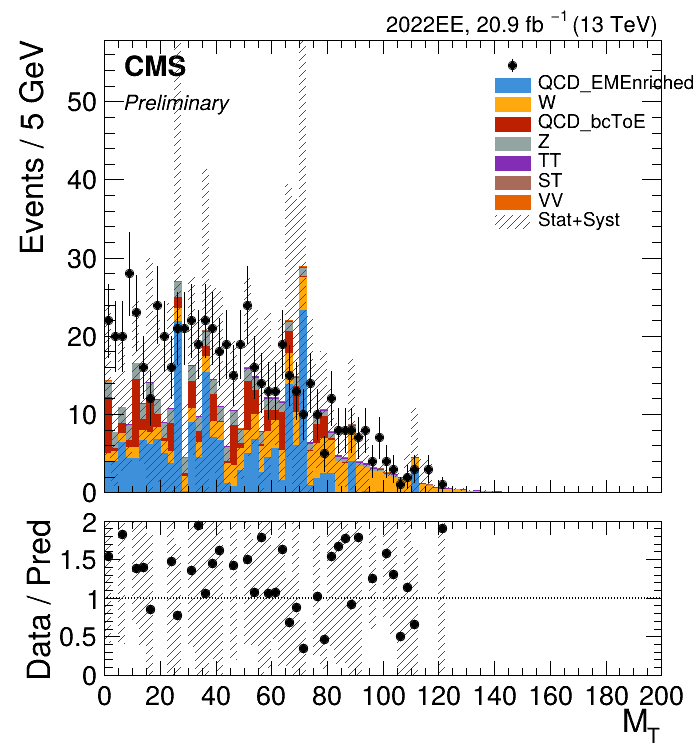 2022EE, 20.9 fb⁻¹ (13 TeV)
CMS
Preliminary
QCD_EMEnriched
W
QCD_bcToE
Z
TT
ST
VV
Stat+Syst
Events / 5 GeV
50
40
30
20
10
0
Data / Pred
2
1.5
1
0.5
0
0 20 40 60 80 100 120 140 160 180 200
M_T